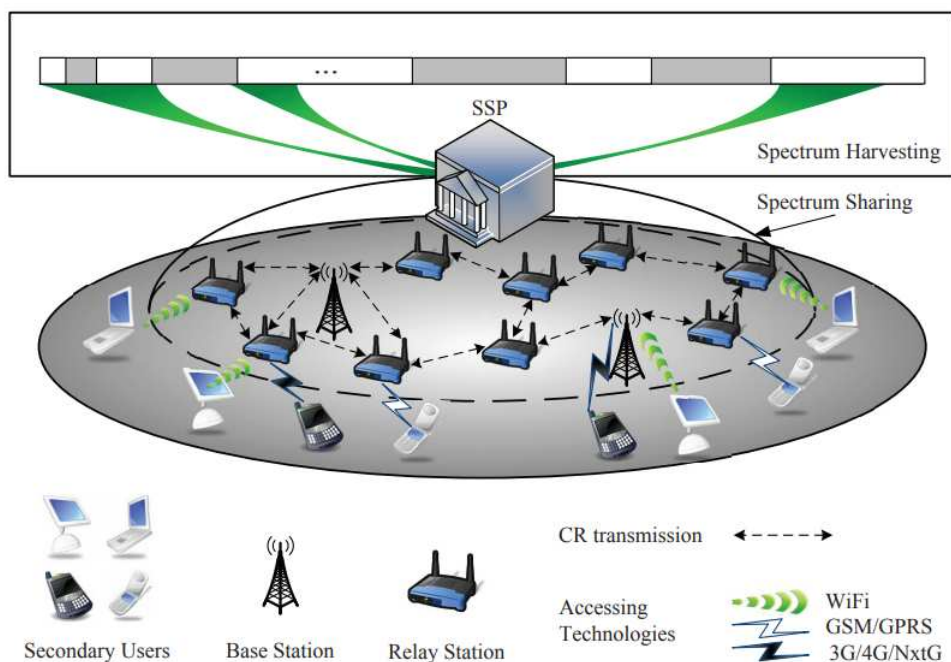 ...
SSP
Spectrum Harvesting
Spectrum Sharing
CR transmission
Accessing
Technologies
WiFi
GSM/GPRS
3G/4G/NxtG
Secondary Users
Base Station
Relay Station